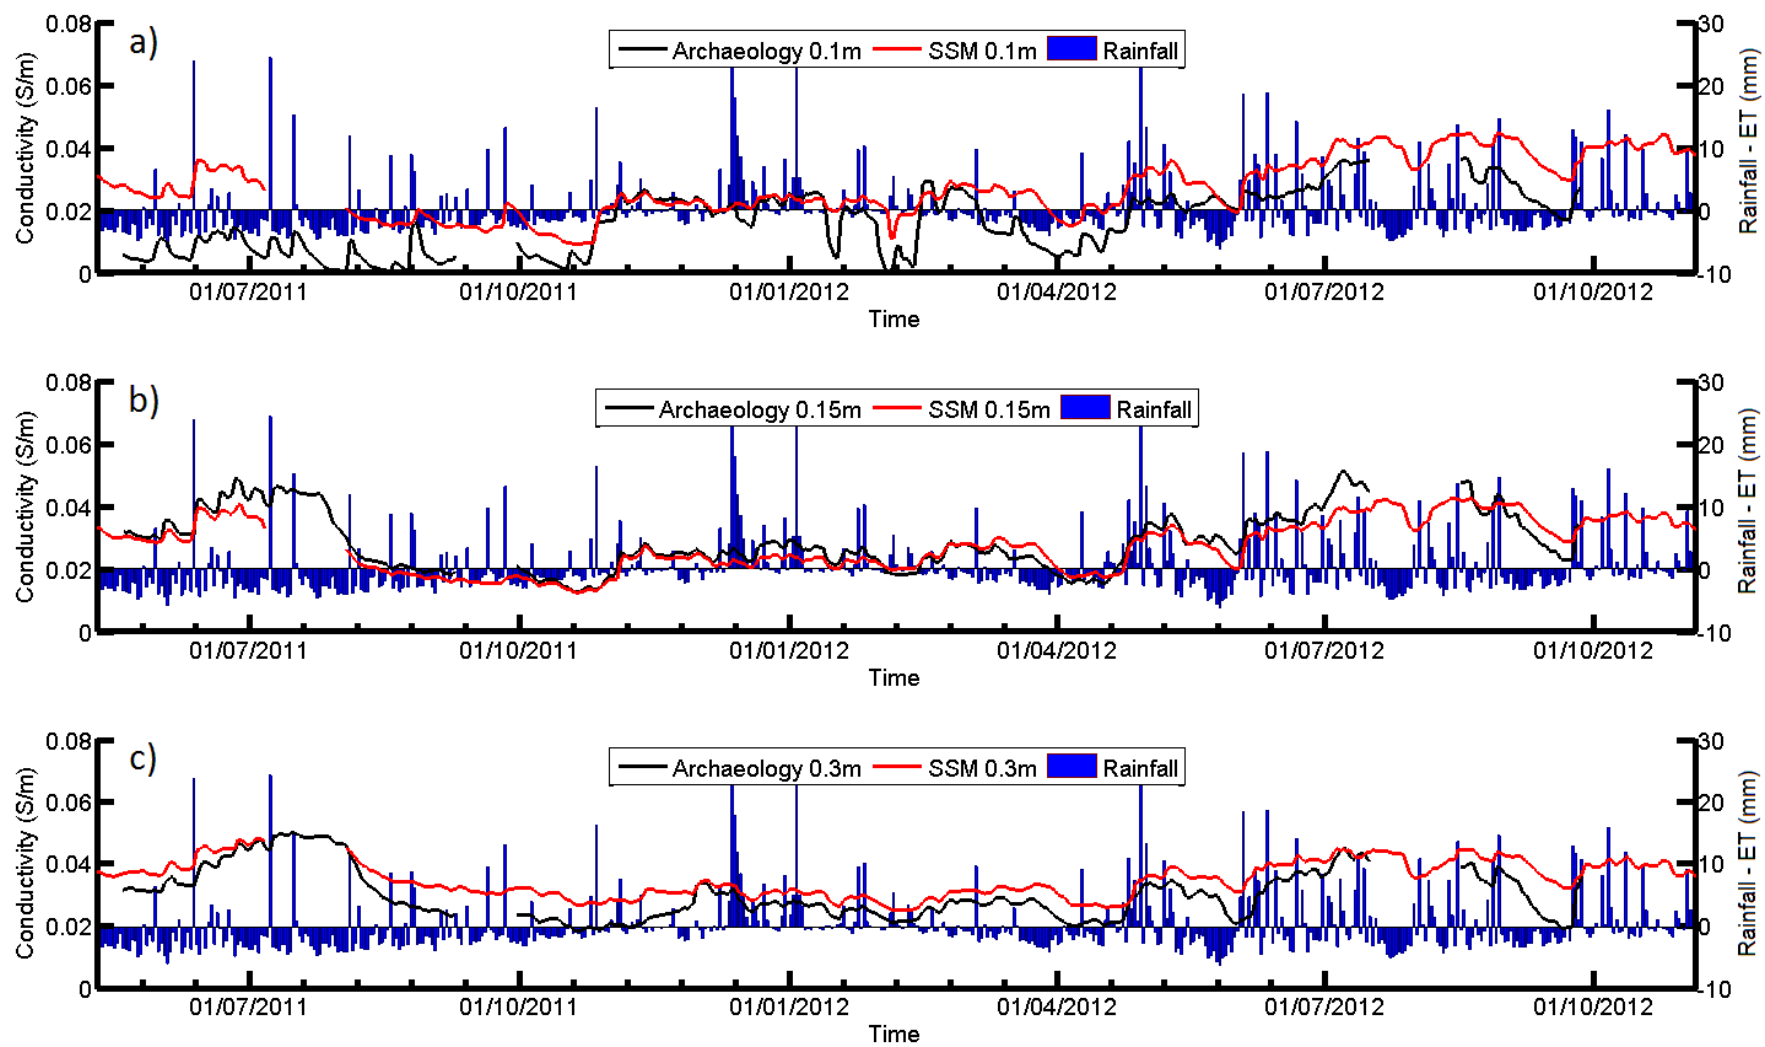 a)
Conductivity (S/m)
0.08
0.06
0.04
0.02
0
Archaeology 0.1m SSM 0.1m Rainfall
30
20
10
0
-10
Rainfall - ET (mm)
01/07/2011 01/10/2011 01/01/2012 01/04/2012 01/07/2012 01/10/2012
Time
b)
Conductivity (S/m)
0.08
0.06
0.04
0.02
0
Archaeology 0.15m SSM 0.15m Rainfall
30
20
10
0
-10
Rainfall - ET (mm)
01/07/2011 01/10/2011 01/01/2012 01/04/2012 01/07/2012 01/10/2012
Time
c)
Conductivity (S/m)
0.08
0.06
0.04
0.02
0
Archaeology 0.3m SSM 0.3m Rainfall
30
20
10
0
-10
Rainfall - ET (mm)
01/07/2011 01/10/2011 01/01/2012 01/04/2012 01/07/2012 01/10/2012
Time